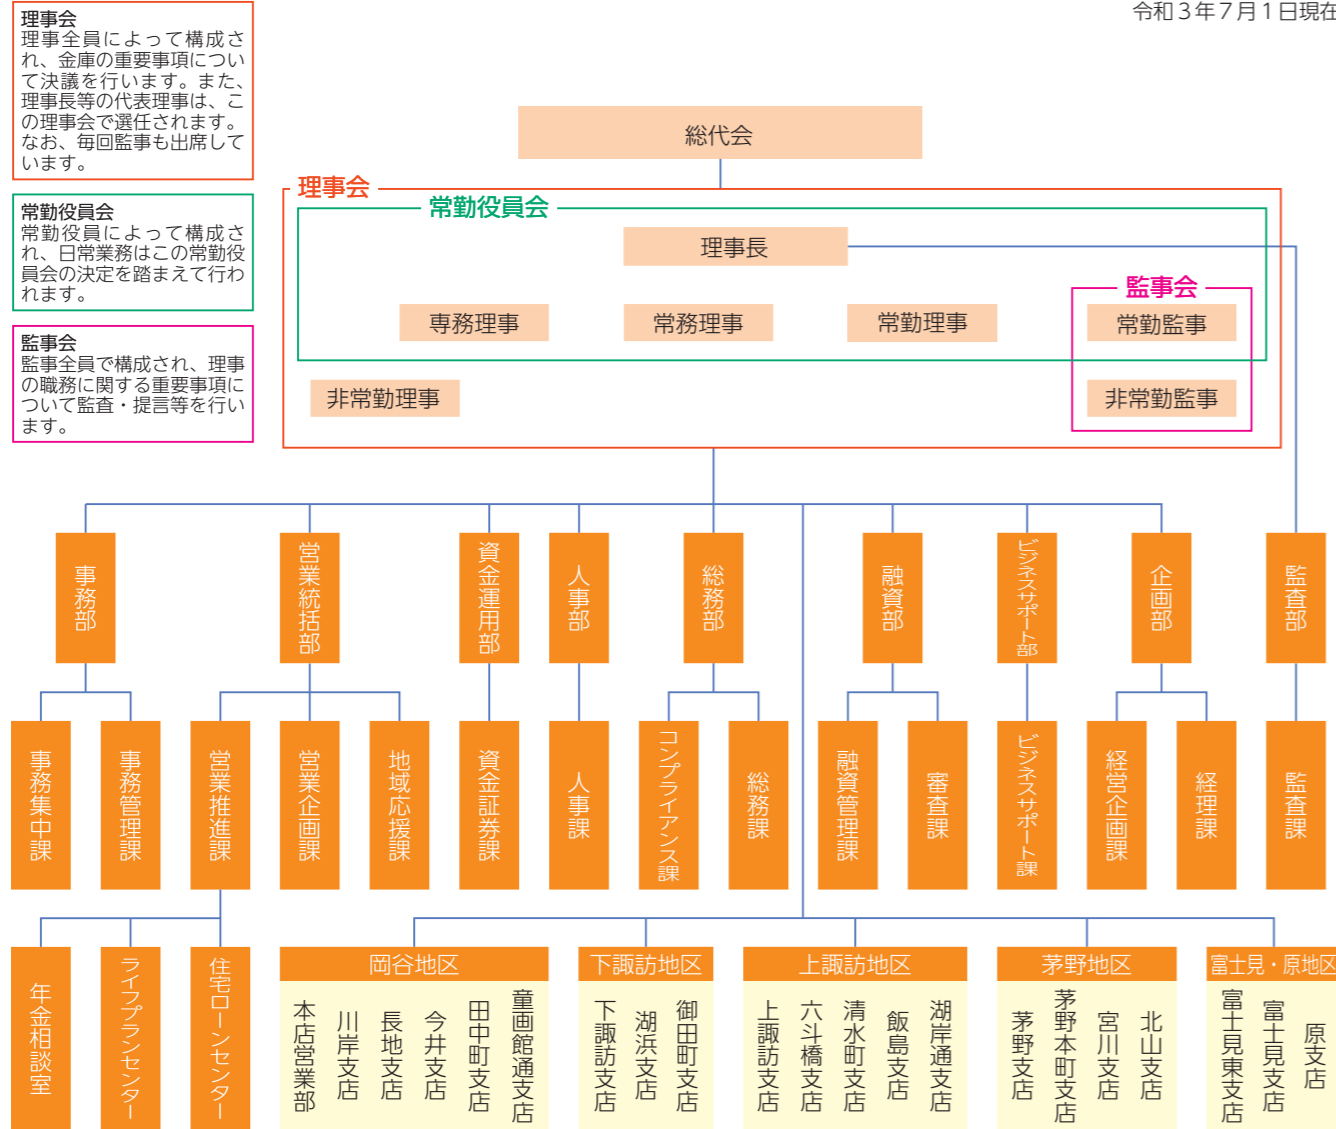 令和３年７月１日現在
理事会
理事全員によって構成さ
れ、金庫の重要事項につい
て決議を行います。また、
理事長等の代表理事は、こ
の理事会で選任されます。
なお、毎回監事も出席して
います。
常勤役員会
常勤役員によって構成さ
れ、日常業務はこの常勤役
員会の決定を踏まえて行わ
れます。
監事会
監事全員で構成され、理事
の職務に関する重要事項に
ついて監査・提言等を行い
ます。
総代会
理事会
常勤役員会
理事長
監事会
専務理事
常務理事
常勤理事
常勤監事
非常勤理事
非常勤監事
事務部
営業統括部
資金運用部
人事部
総務部
融資部
ビジネスサポート部
企画部
監査部
事務集中課
事務管理課
営業推進課
営業企画課
地域応援課
資金証券課
人事課
コンプライアンス課
総務課
融資管理課
審査課
ビジネスサポート課
経営企画課
経理課
監査課
年金相談室
ライフプランセンター
住宅ローンセンター
岡谷地区
本店営業部
川岸支店
長地支店
今井支店
田中町支店
童画館通支店
下諏訪地区
下諏訪支店
湖浜支店
御田町支店
上諏訪地区
上諏訪支店
六斗橋支店
清水町支店
飯島支店
湖岸通支店
茅野地区
茅野支店
茅野本町支店
宮川支店
北山支店
富士見・原地区
富士見東支店
富士見支店
原支店